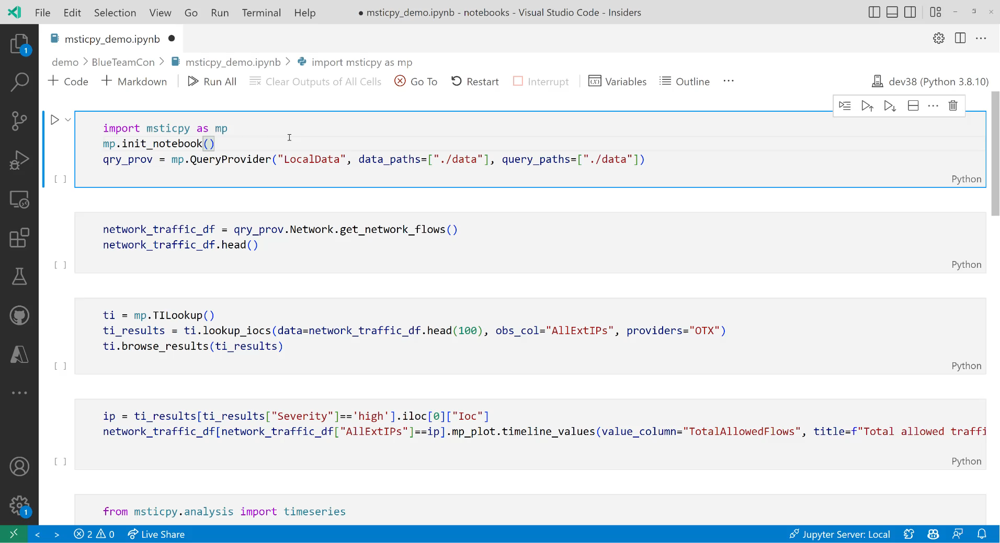 File Edit Selection View Go Run Terminal Help ● msticpy_demo.ipynb - notebooks - Visual Studio Code - Insiders
msticpy_demo.ipynb
demo > BlueTeamCon > msticpy_demo.ipynb > import msticpy as mp
+ Code + Markdown Run All Clear Outputs of All Cells Go To Restart Interrupt (x) Variables Outline ··· dev38 (Python 3.8.10)
1
import msticpy as mp
mp.init_notebook()
qry_prov = mp.QueryProvider("LocalData", data_paths=["./data"], query_paths=["./data"])
[ ] Python
network_traffic_df = qry_prov.Network.get_network_flows()
network_traffic_df.head()
[ ] Python
ti = mp.TILookup()
ti_results = ti.lookup_iocs(data=network_traffic_df.head(100), obs_col="AllExtIPs", providers="OTX")
ti.browse_results(ti_results)
[ ] Python
ip = ti_results[ti_results["Severity"]=='high'].iloc[0]["Ioc"]
network_traffic_df[network_traffic_df["AllExtIPs"]==ip].mp_plot.timeline_values(value_column="TotalAllowedFlows", title=f"Total allowed traffi
[ ] Python
from msticpy.analysis import timeseries
1
< > 2 0 Live Share Jupyter Server: Local